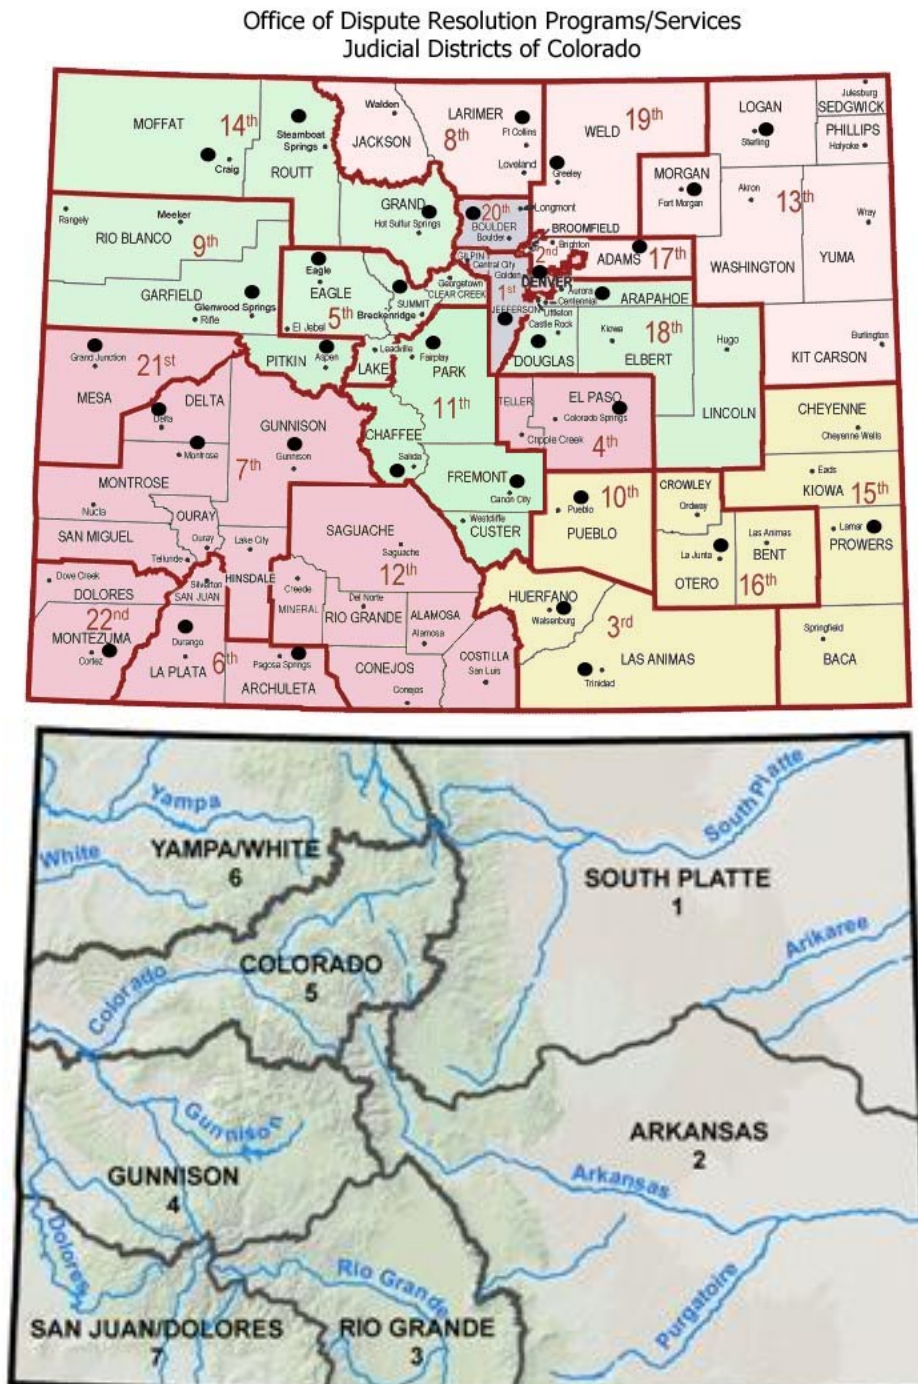 Office of Dispute Resolution Programs/Services
Judicial Districts of Colorado
MOFFAT
14th
Craig
Steamboat
Springs
ROUTT
Walden
JACKSON
LARIMER
8th
Ft Collins
Loveland
WELD
19th
Greeley
LOGAN
Sterling
Julesburg
SEDGWICK
PHILLIPS
Holyoke
MORGAN
Fort Morgan
Akron
13th
Wray
WASHINGTON
YUMA
Rangely
Meeker
RIO BLANCO
9th
GRAND
Hot Sulfur Springs
20th
BOULDER
Boulder
Longmont
BROOMFIELD
Brighton
2nd
ADAMS
17th
DENVER
GILPIN
Central City
Golden
Georgetown
CLEAR CREEK
1st
JEFFERSON
Aurora
Centennial
Littleton
ARAPAHOE
GARFIELD
Glenwood Springs
Rifle
Eagle
EAGLE
5th
El Jebel
SUMMIT
Breckenridge
Castle Rock
DOUGLAS
Kiowa
18th
ELBERT
Hugo
LINCOLN
Burlington
KIT CARSON
21st
Grand Junction
MESA
PITKIN
Aspen
Leadville
LAKE
Fairplay
PARK
11th
TELLER
EL PASO
Colorado Springs
Cripple Creek
4th
CHEYENNE
Cheyenne Wells
DELTA
Delta
GUNNISON
Gunnison
CHAFFEE
Salida
Montrose
MONTROSE
7th
Nucla
FREMONT
Canon City
Westcliffe
CUSTER
Pueblo
10th
PUEBLO
CROWLEY
Ordway
Eads
KIOWA
15th
OURAY
Ouray
SAN MIGUEL
Telluride
Lake City
SAGUACHE
Saguache
12th
La Junta
OTERO
Las Animas
BENT
16th
Lamar
PROWERS
Dove Creek
DOLORES
Silverton
SAN JUAN
HINSDALE
Creede
MINERAL
Del Norte
RIO GRANDE
ALAMOSA
Alamosa
HUERFANO
Walsenburg
3rd
22nd
MONTEZUMA
Cortez
Durango
LA PLATA
6th
Pagosa Springs
ARCHULETA
CONEJOS
Conejos
COSTILLA
San Luis
LAS ANIMAS
Trinidad
Springfield
BACA
Yampa
White
YAMPA/WHITE
6
South Platte
SOUTH PLATTE
1
Arikaree
Colorado
COLORADO
5
Gunnison
GUNNISON
4
ARKANSAS
2
Arkansas
Dolores
Rio Grande
Purgatoire
SAN JUAN/DOLORES
7
RIO GRANDE
3